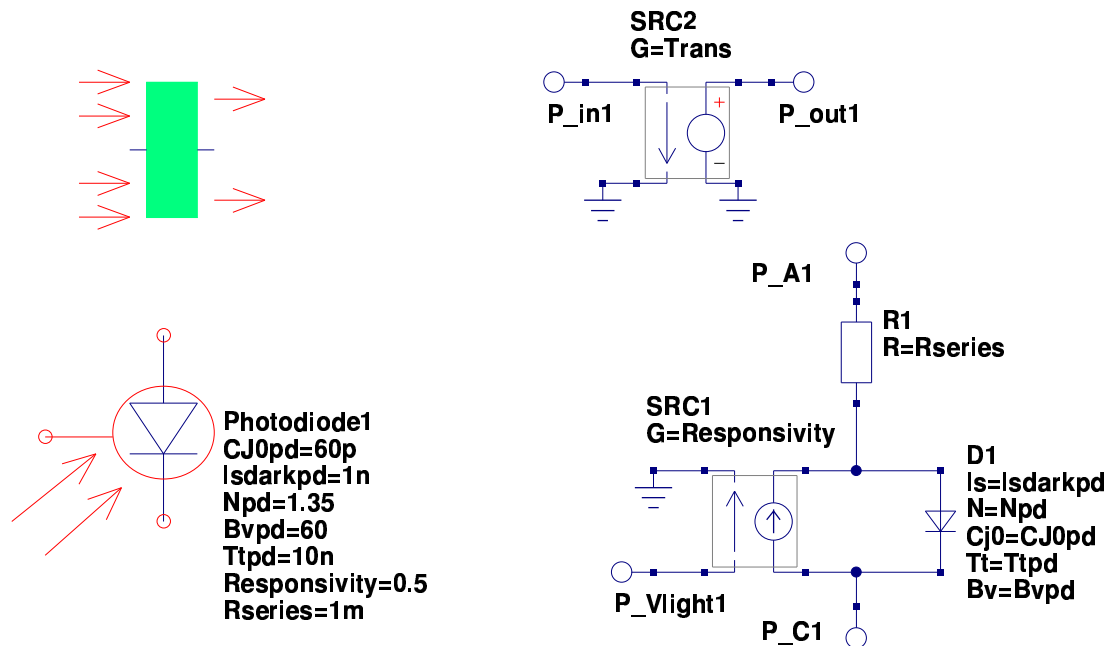 SRC2
G=Trans
P_in1
P_out1
+
−
P_A1
R1
R=Rseries
Photodiode1
CJ0pd=60p
Isdarkpd=1n
Npd=1.35
Bvpd=60
Ttpd=10n
Responsivity=0.5
Rseries=1m
SRC1
G=Responsivity
P_Vlight1
P_C1
D1
Is=Isdarkpd
N=Npd
Cj0=CJ0pd
Tt=Ttpd
Bv=Bvpd